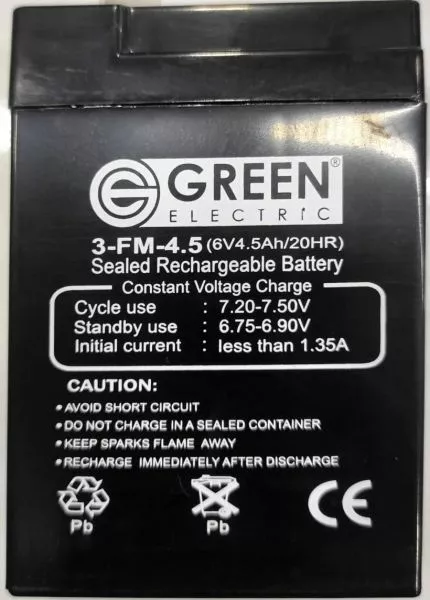 GREEN®
ELECTRIC
3-FM-4.5 (6V4.5Ah/20HR)
Sealed Rechargeable Battery
Constant Voltage Charge
Cycle use : 7.20-7.50V
Standby use : 6.75-6.90V
Initial current : less than 1.35A
CAUTION:
• AVOID SHORT CIRCUIT
• DO NOT CHARGE IN A SEALED CONTAINER
• KEEP SPARKS FLAME AWAY
• RECHARGE IMMEDIATELY AFTER DISCHARGE
Pb Pb CE